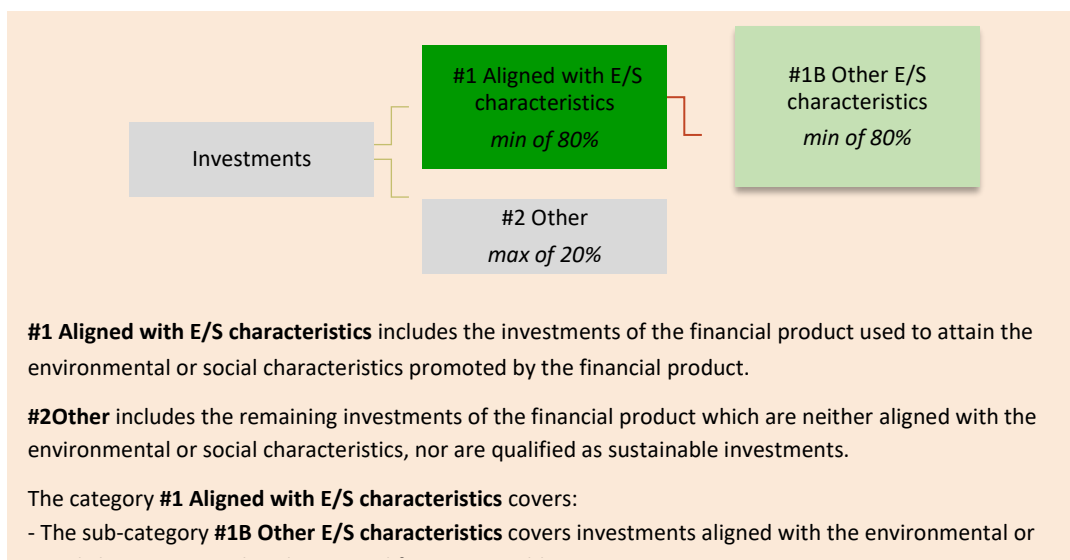 #1 Aligned with E/S
characteristics
min of 80%
#1B Other E/S
characteristics
min of 80%
Investments
#2 Other
max of 20%
#1 Aligned with E/S characteristics includes the investments of the financial product used to attain the
environmental or social characteristics promoted by the financial product.
#2Other includes the remaining investments of the financial product which are neither aligned with the
environmental or social characteristics, nor are qualified as sustainable investments.
The category #1 Aligned with E/S characteristics covers:
- The sub-category #1B Other E/S characteristics covers investments aligned with the environmental or